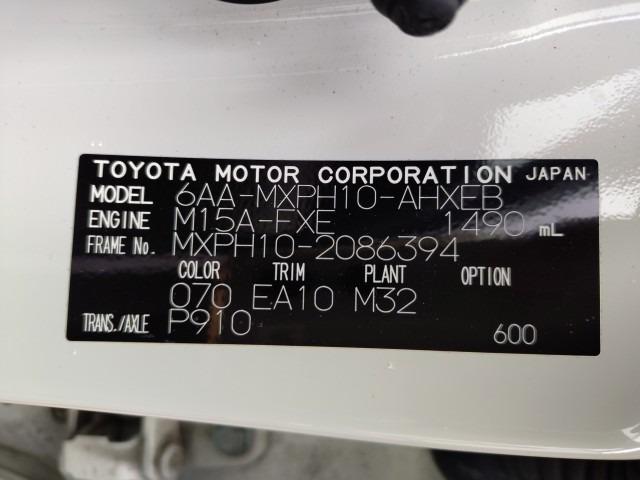 TOYOTA MOTOR CORPORATION JAPAN
MODEL 6AA-MXPH10-AHXEB
ENGINE M15A-FXE 1490 mL
FRAME No. MXPH10-2086394
COLOR TRIM PLANT OPTION
070 EA10 M32
TRANS./AXLE P910 600